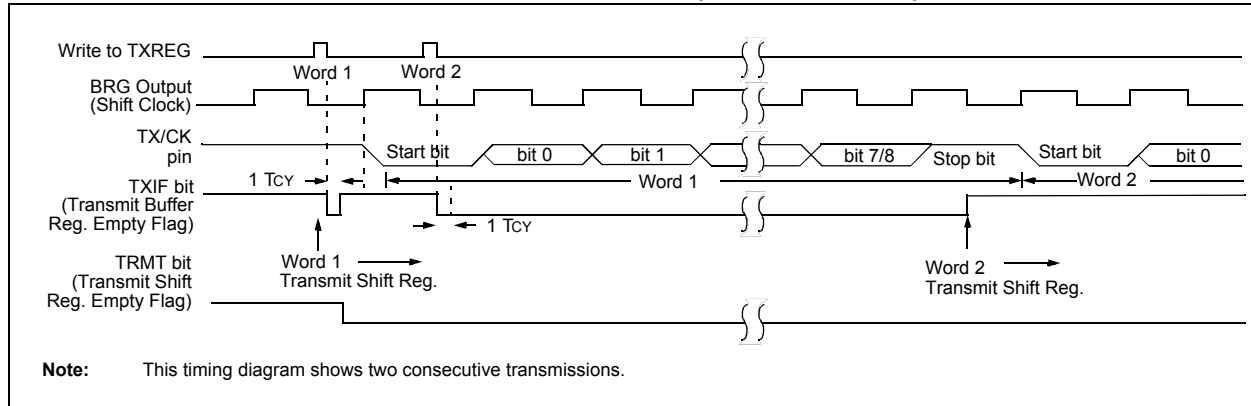 Write to TXREG
Word 1
Word 2
BRG Output
(Shift Clock)
TX/CK
pin
Start bit
bit 0
bit 1
bit 7/8
Stop bit
Start bit
bit 0
1 TCY
Word 1
Word 2
TXIF bit
(Transmit Buffer
Reg. Empty Flag)
1 TCY
Word 1
Transmit Shift Reg.
Word 2
Transmit Shift Reg.
TRMT bit
(Transmit Shift
Reg. Empty Flag)
Note: This timing diagram shows two consecutive transmissions.